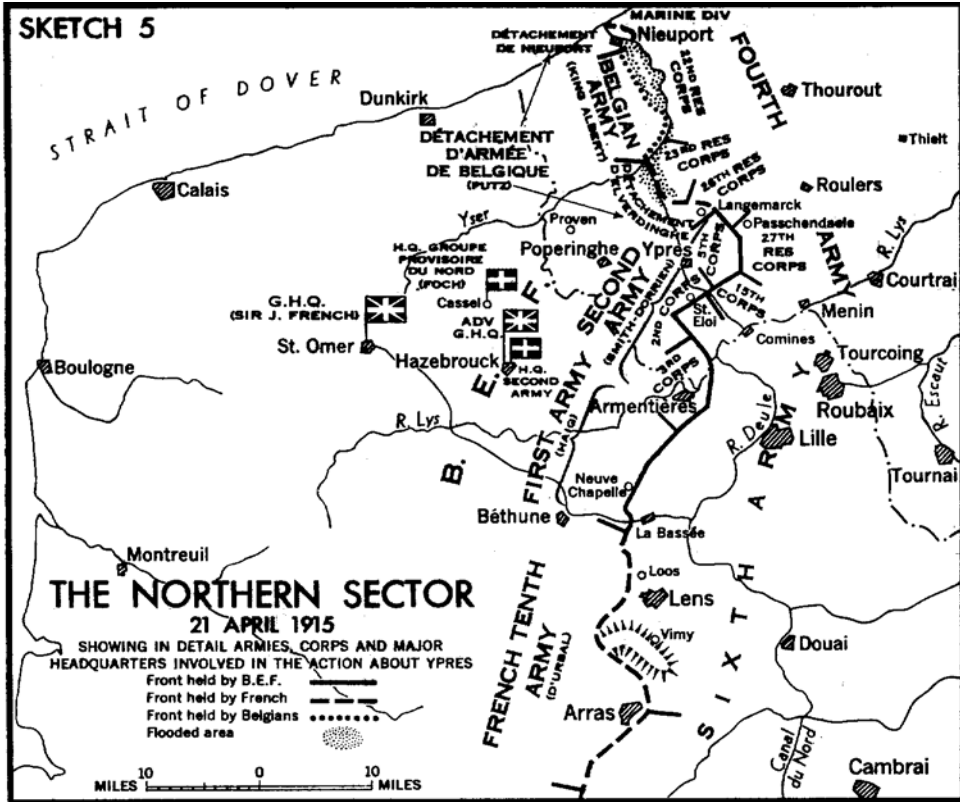 SKETCH 5
MARINE DIV
Nieuport
DÉTACHEMENT
DE NIEUPORT
STRAIT OF DOVER
Dunkirk
BELGIAN
ARMY
(KING ALBERT)
22ND RES
CORPS
FOURTH
ARMY
Thourout
Thielt
Calais
DÉTACHEMENT
D'ARMÉE
DE BELGIQUE
(PUTZ)
DÉTACHEMENT
D'ELVERDINGHE
23RD RES
CORPS
26TH RES
CORPS
Roulers
Langemarck
Passchendaele
27TH
RES
CORPS
R. Lys
Yser
Proven
Poperinghe
Ypres
5TH CORPS
H.Q. GROUPE
PROVISOIRE
DU NORD
(FOCH)
Cassel
G.H.Q.
(SIR J. FRENCH)
St. Omer
ADV
G.H.Q.
Hazebrouck
H.Q.
SECOND
ARMY
B. E. F.
SECOND
ARMY
(SMITH-DORRIEN)
2ND CORPS
St.
Eloi
15TH
CORPS
Courtrai
Menin
Comines
3RD
CORPS
Tourcoing
Roubaix
R. Escaut
Boulogne
Armentières
R. Lys
R. Deule
Lille
Tournai
FIRST ARMY
(HAIG)
Neuve
Chapelle
Béthune
La Bassée
SIXTH ARMY
Montreuil
Loos
Lens
Vimy
Douai
FRENCH TENTH
ARMY
(D'URBAL)
Arras
Canal
du Nord
Cambrai
THE NORTHERN SECTOR
21 APRIL 1915
SHOWING IN DETAIL ARMIES, CORPS AND MAJOR
HEADQUARTERS INVOLVED IN THE ACTION ABOUT YPRES
Front held by B.E.F.
Front held by French
Front held by Belgians
Flooded area
10 0 10
MILES MILES